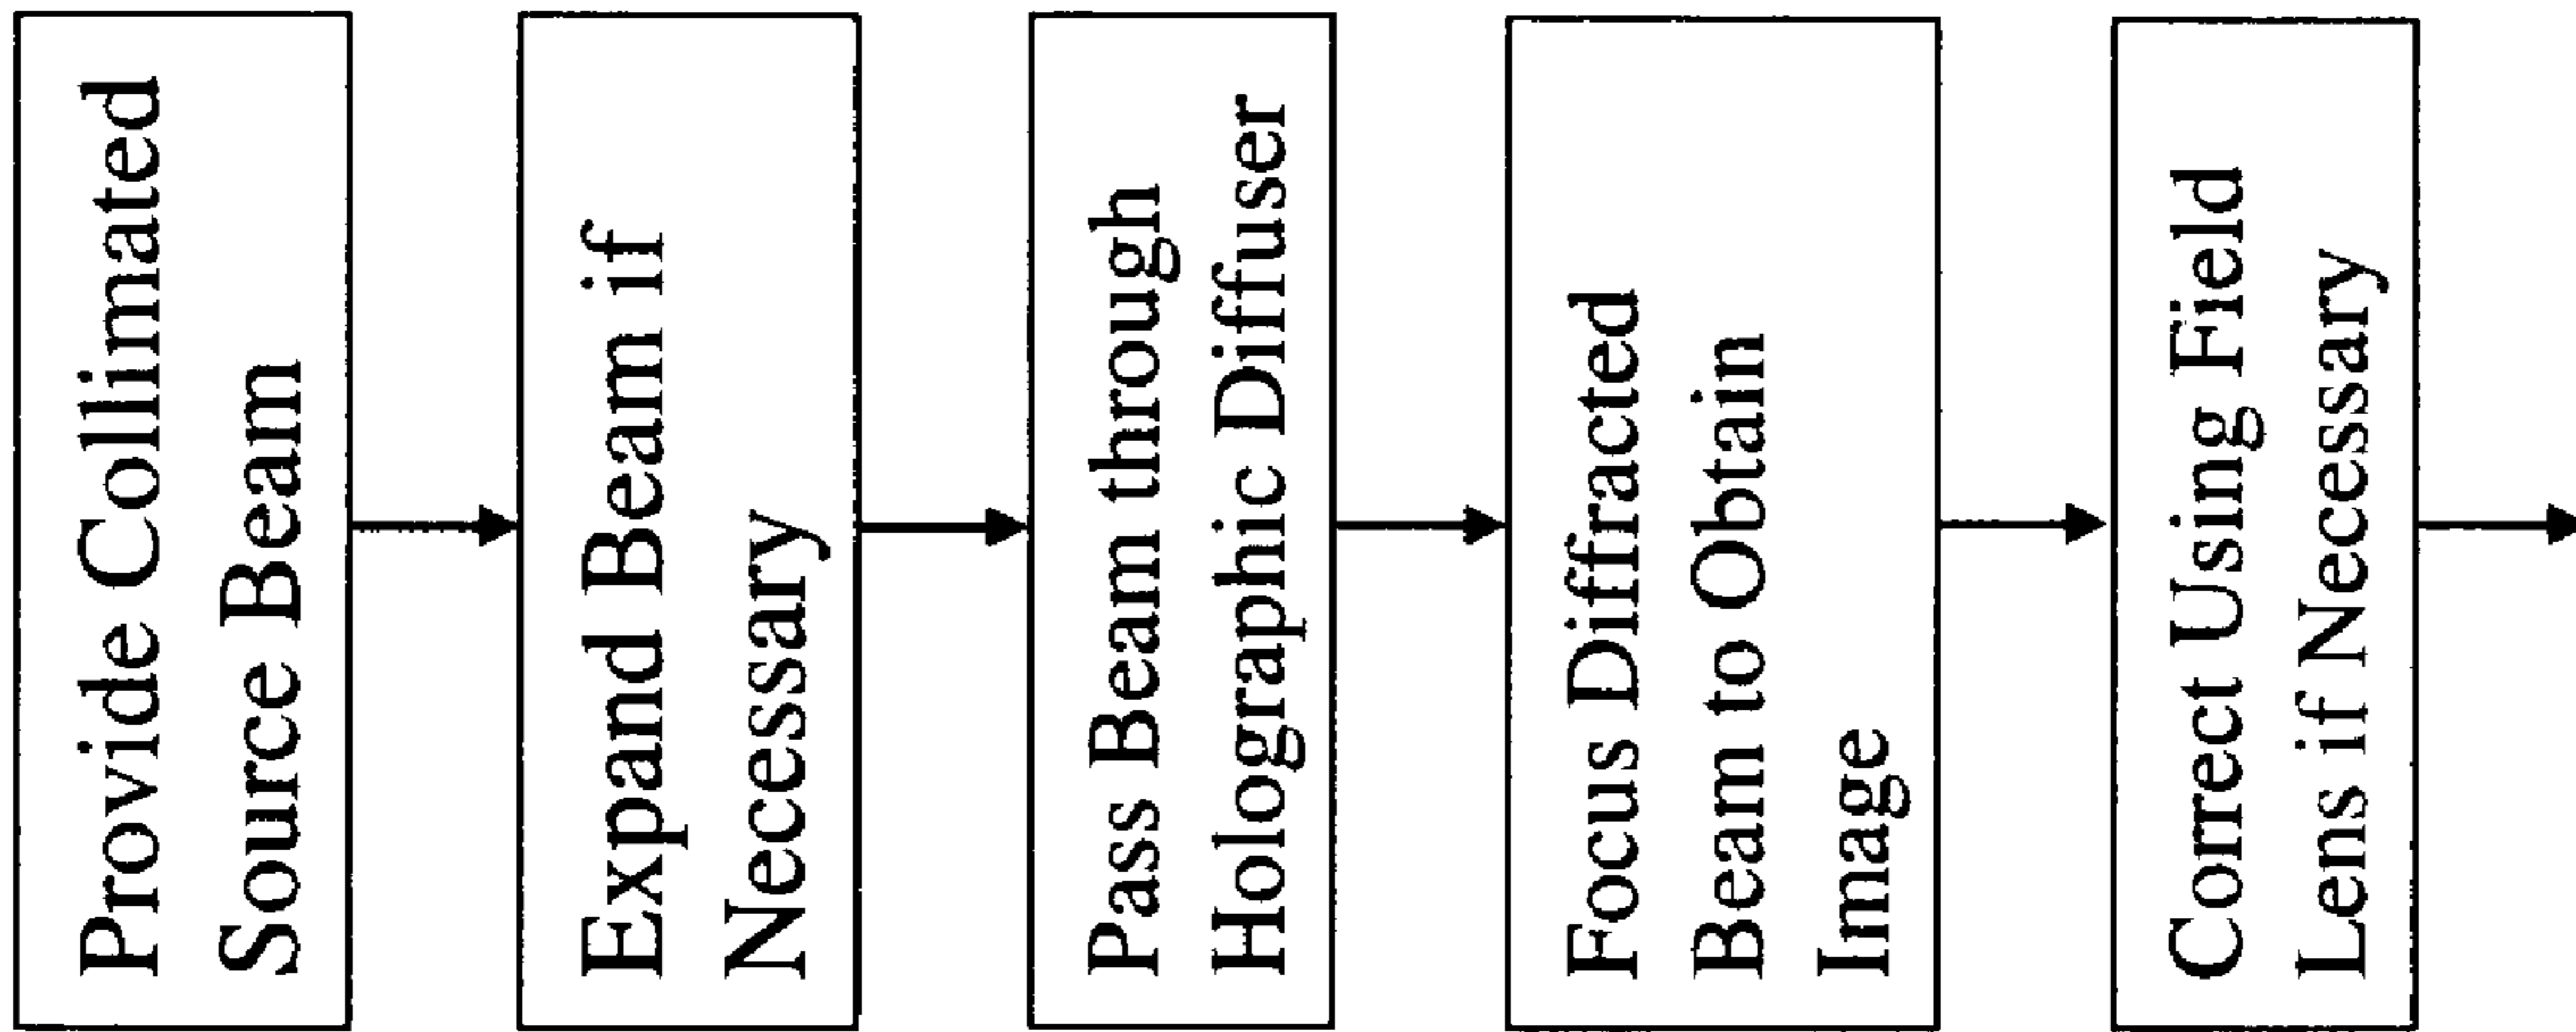 Provide Collimated
Source Beam
Expand Beam if
Necessary
Pass Beam through
Holographic Diffuser
Focus Diffracted
Beam to Obtain
Image
Correct Using Field
Lens if Necessary